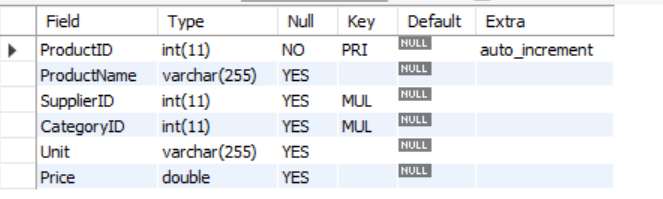 Field Type Null Key Default Extra
ProductID int(11) NO PRI NULL auto_increment
ProductName varchar(255) YES NULL
SupplierID int(11) YES MUL NULL
CategoryID int(11) YES MUL NULL
Unit varchar(255) YES NULL
Price double YES NULL